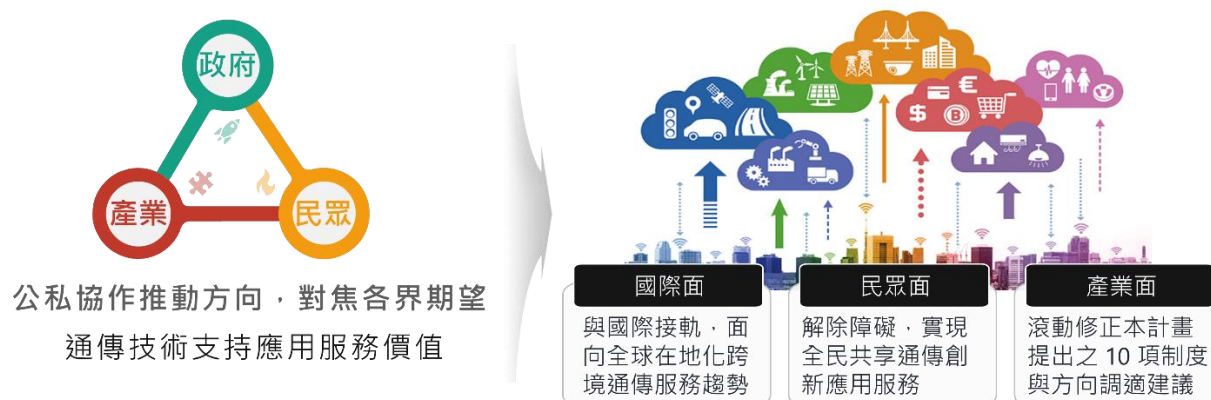 政府
產業
民眾
公私協作推動方向，對焦各界期望
通傳技術支持應用服務價值
國際面
與國際接軌，面
向全球在地化跨
境通傳服務趨勢
民眾面
解除障礙，實現
全民共享通傳創
新應用服務
產業面
滾動修正本計畫
提出之 10 項制度
與方向調適建議